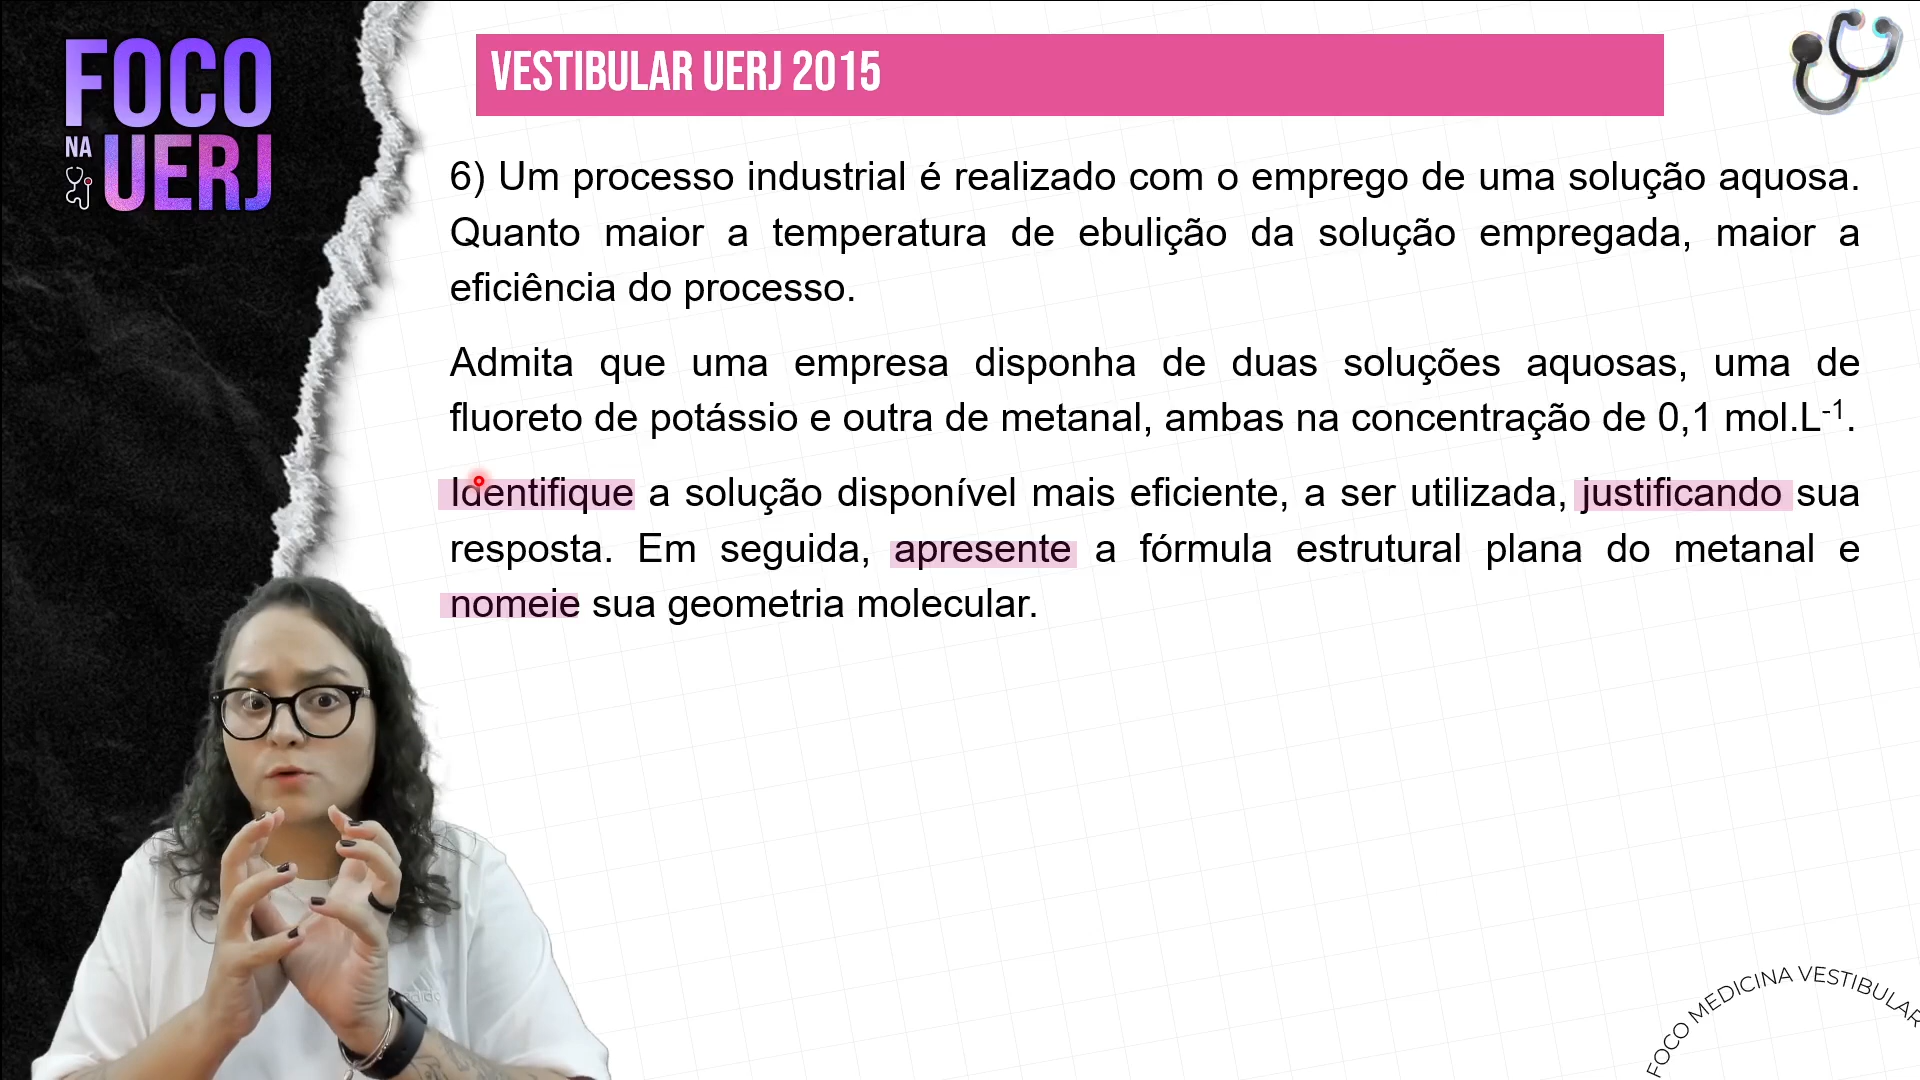 FOCO
NA
UERJ
VESTIBULAR UERJ 2015
6) Um processo industrial é realizado com o emprego de uma solução aquosa.
Quanto maior a temperatura de ebulição da solução empregada, maior a
eficiência do processo.
Admita que uma empresa disponha de duas soluções aquosas, uma de
fluoreto de potássio e outra de metanal, ambas na concentração de 0,1 mol.L⁻¹.
Identifique a solução disponível mais eficiente, a ser utilizada, justificando sua
resposta. Em seguida, apresente a fórmula estrutural plana do metanal e
nomeie sua geometria molecular.
FOCO MEDICINA VESTIBULAR